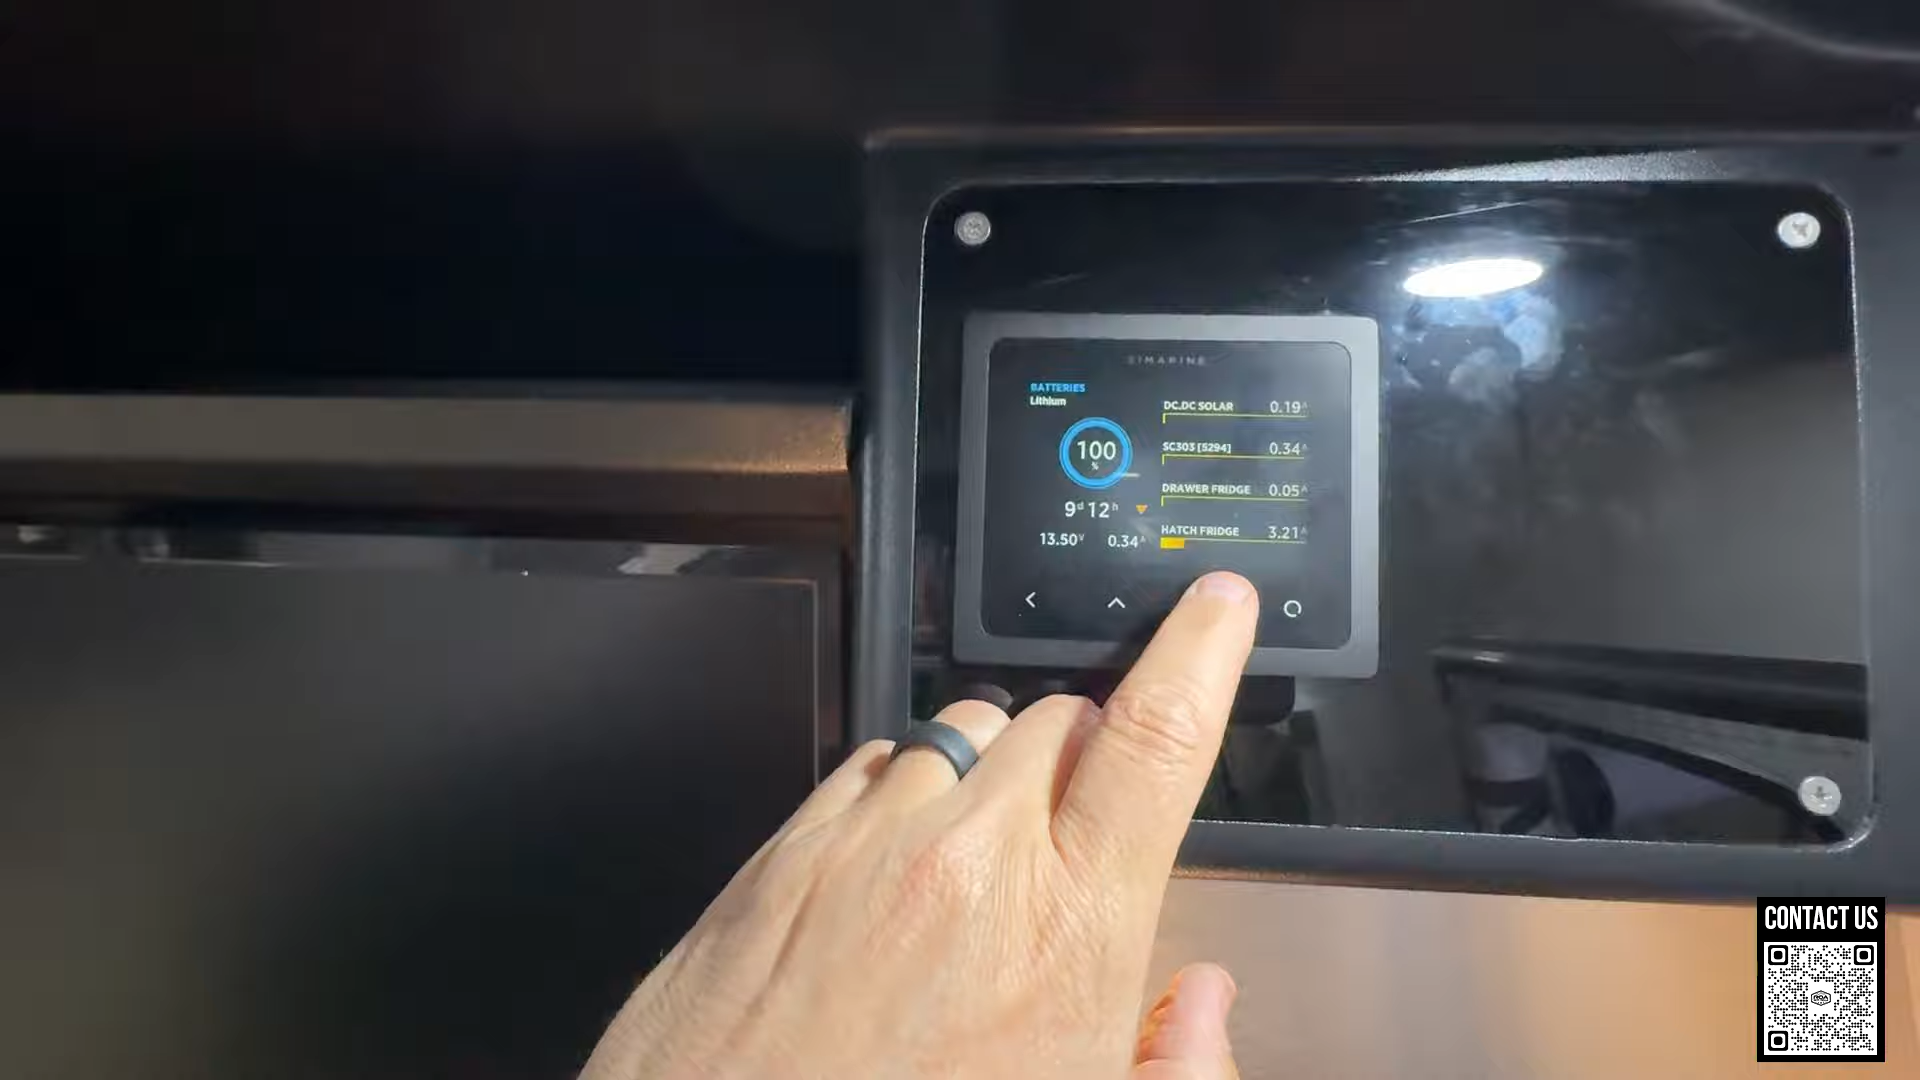 SIMARINE
BATTERIES
Lithium
100
%
9d 12h
13.50V 0.34A
DC.DC SOLAR 0.19A
SC303 [5294] 0.34A
DRAWER FRIDGE 0.05A
HATCH FRIDGE 3.21A
CONTACT US